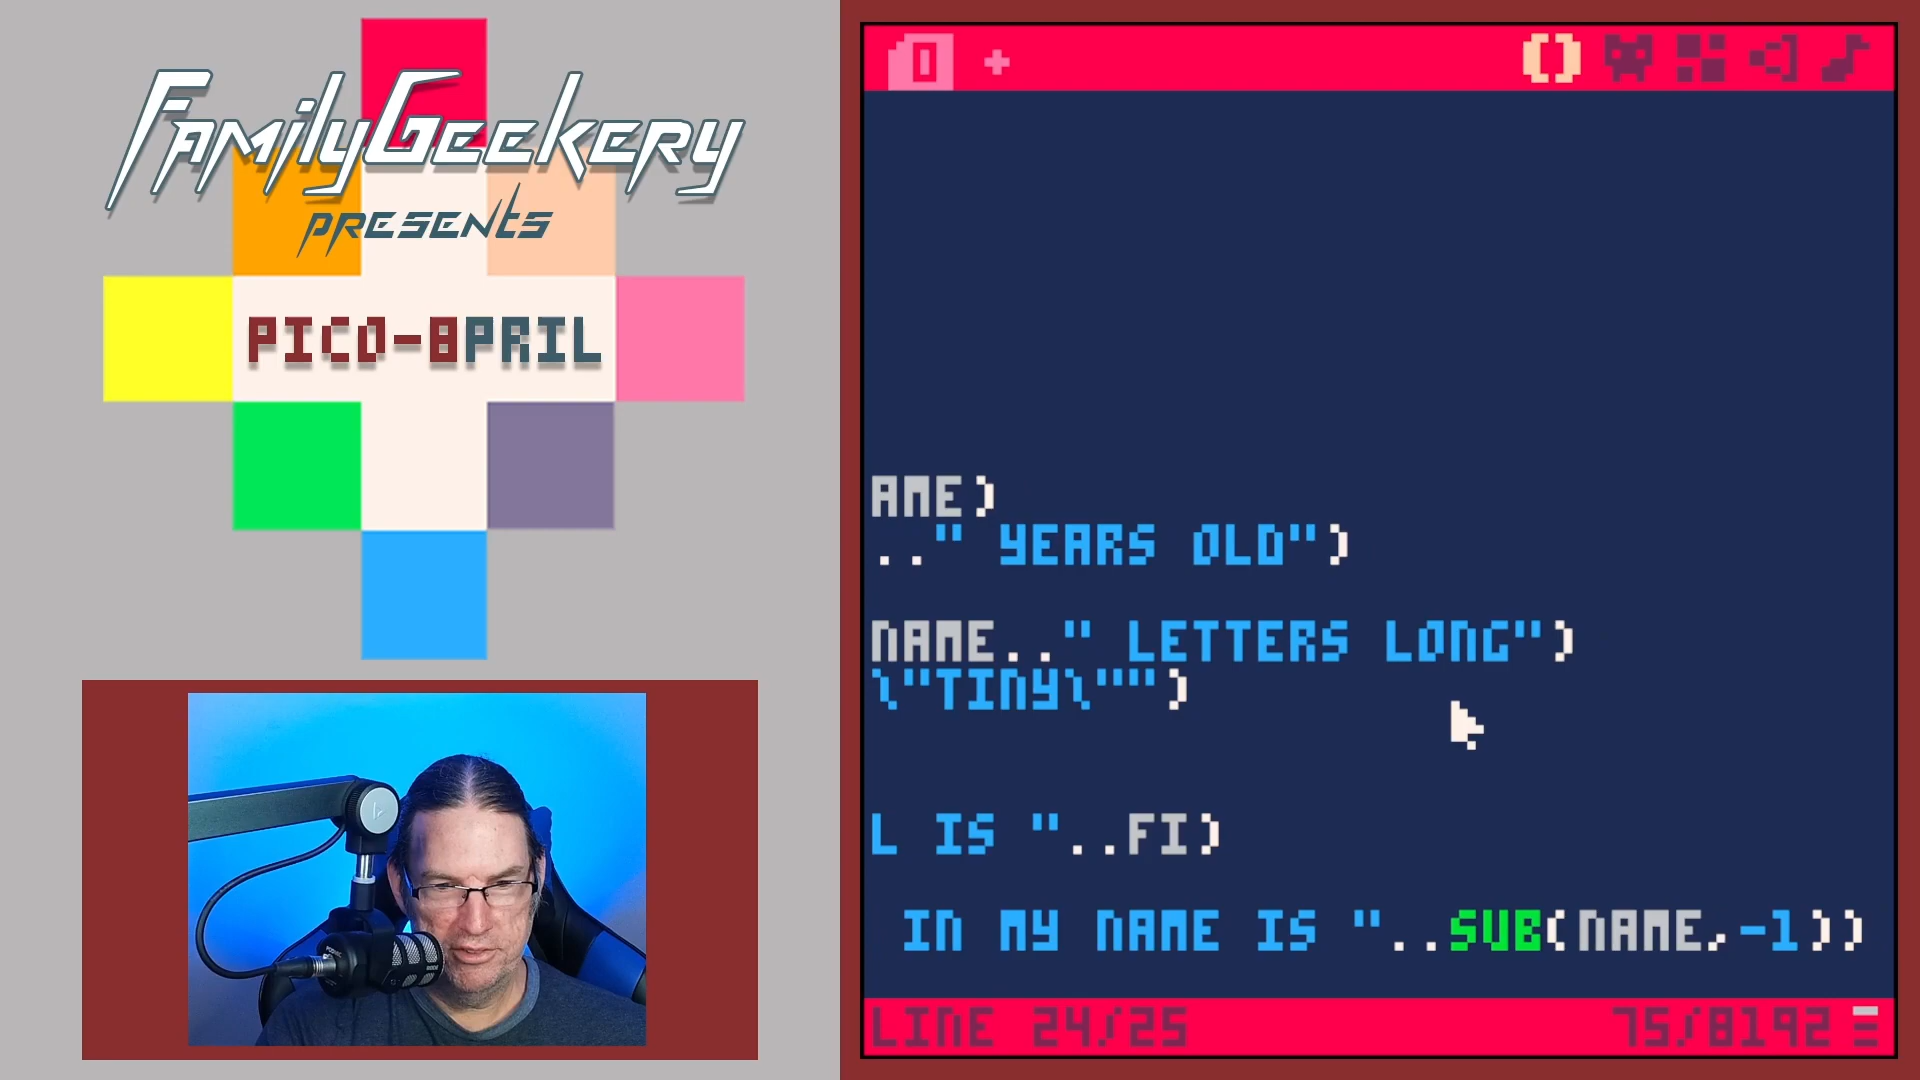 FamilyGeekery
presents
PICO-8PRIL
0 +
AME)
.." YEARS OLD")
NAME.." LETTERS LONG")
\"TINY\"")
L IS "..FI)
IN MY NAME IS "..SUB(NAME,-1))
LINE 24/25
75/8192